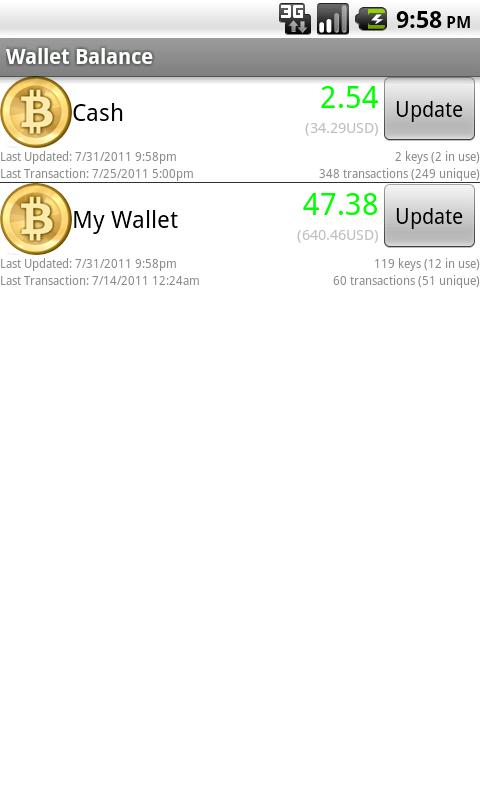 3G 9:58 PM
Wallet Balance
Cash 2.54 Update
(34.29USD)
Last Updated: 7/31/2011 9:58pm 2 keys (2 in use)
Last Transaction: 7/25/2011 5:00pm 348 transactions (249 unique)
My Wallet 47.38 Update
(640.46USD)
Last Updated: 7/31/2011 9:58pm 119 keys (12 in use)
Last Transaction: 7/14/2011 12:24am 60 transactions (51 unique)